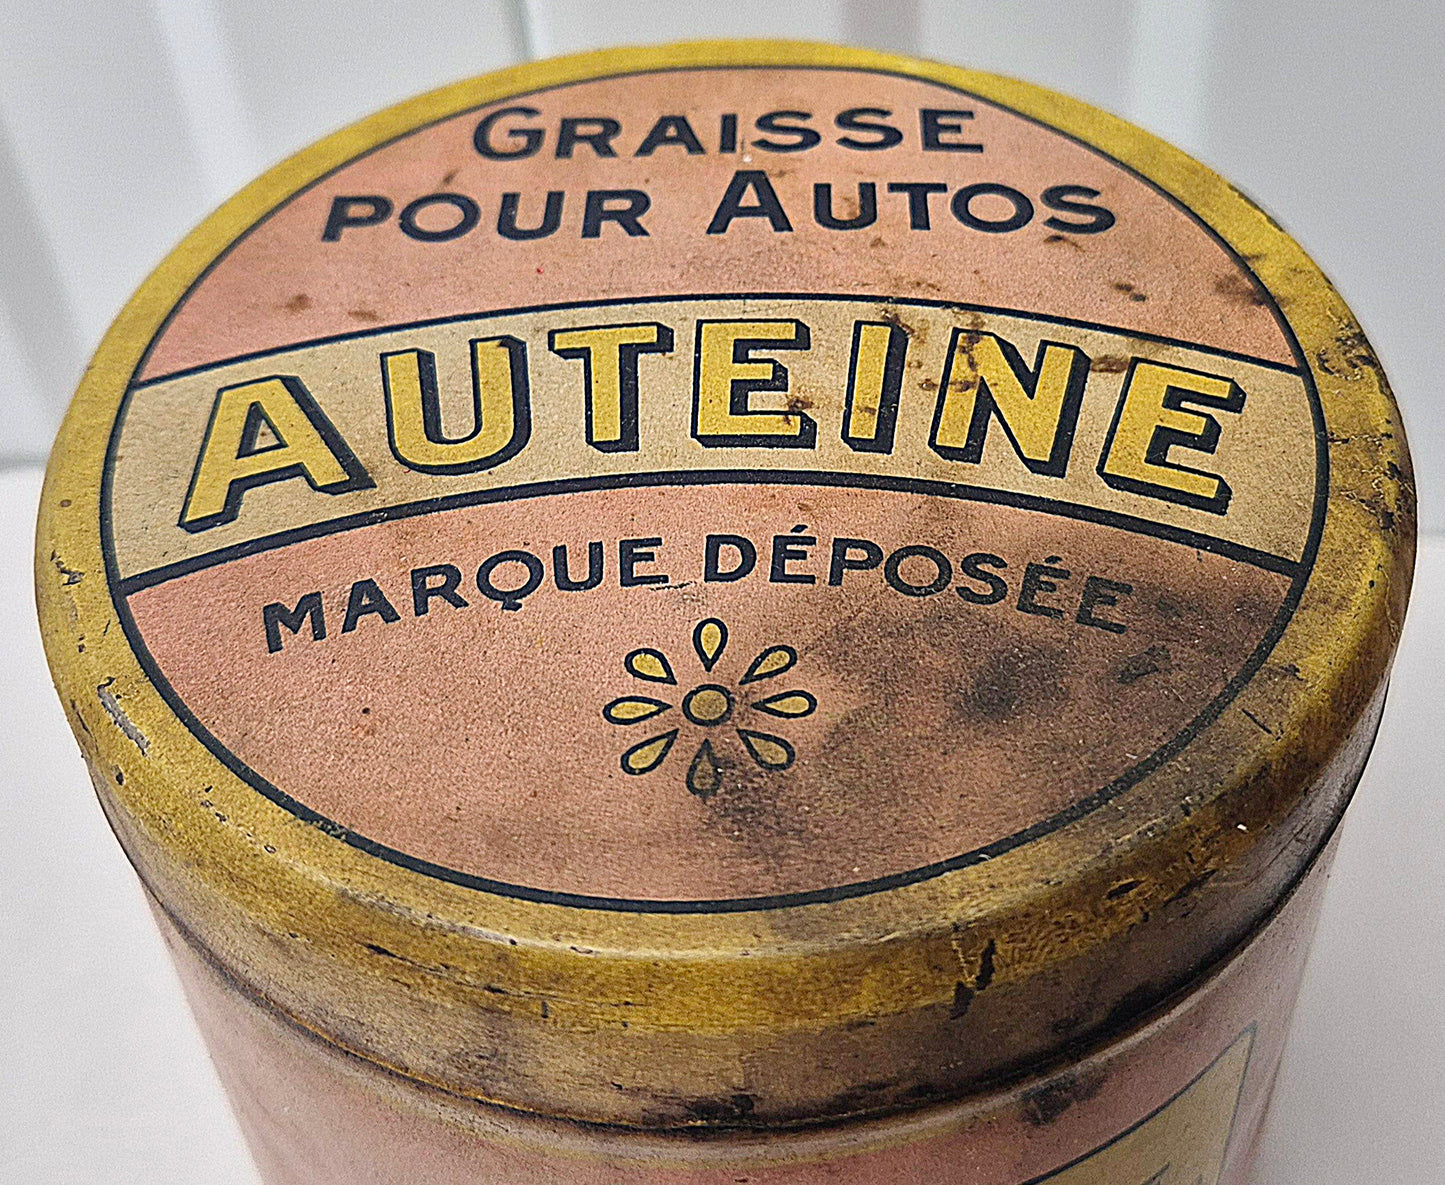 GRAISSE
POUR AUTOS
AUTEINE
MARQUE DÉPOSÉE